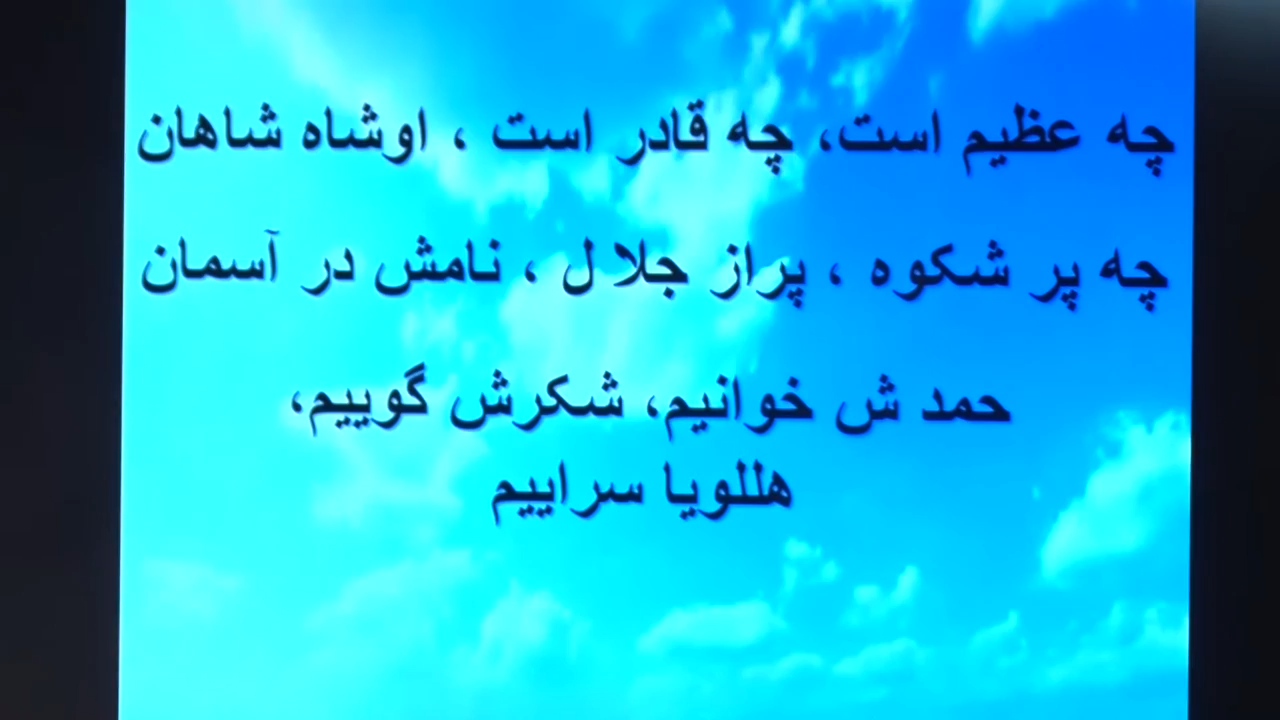 چه عظیم است، چه قادر است ، اوشاه شاهان
چه پر شکوه ، پراز جلال ، نامش در آسمان
حمد ش خوانیم، شکرش گوییم،
هللویا سراییم